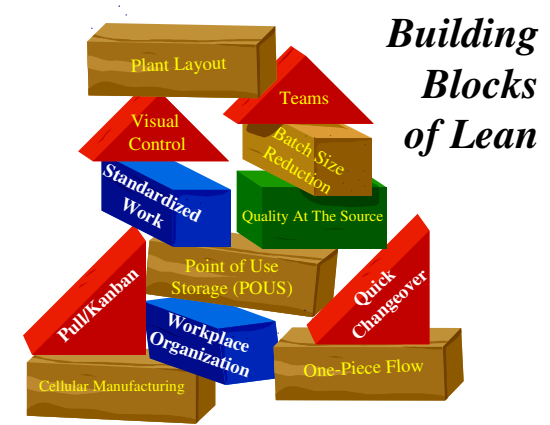 Building
Blocks
of Lean
Plant Layout
Teams
Visual
Control
Batch Size
Reduction
Standardized
Work
Quality At The Source
Point of Use
Storage (POUS)
Pull/Kanban
Quick
Changeover
Workplace
Organization
One-Piece Flow
Cellular Manufacturing